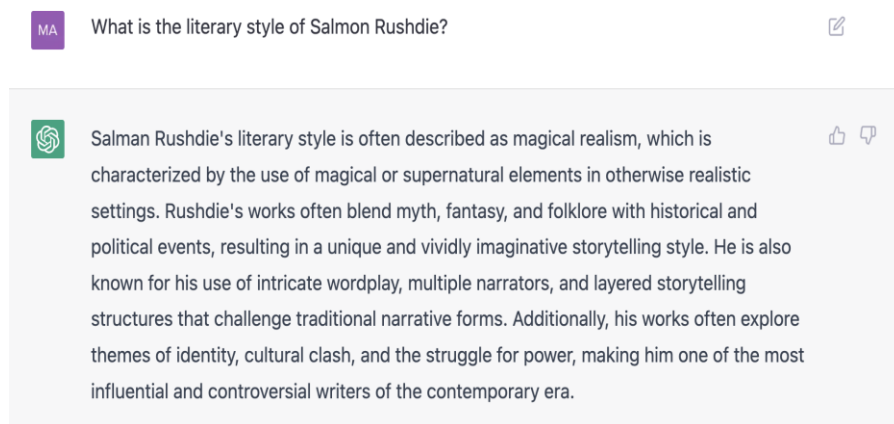 MA
What is the literary style of Salmon Rushdie?
Salman Rushdie's literary style is often described as magical realism, which is
characterized by the use of magical or supernatural elements in otherwise realistic
settings. Rushdie's works often blend myth, fantasy, and folklore with historical and
political events, resulting in a unique and vividly imaginative storytelling style. He is also
known for his use of intricate wordplay, multiple narrators, and layered storytelling
structures that challenge traditional narrative forms. Additionally, his works often explore
themes of identity, cultural clash, and the struggle for power, making him one of the most
influential and controversial writers of the contemporary era.